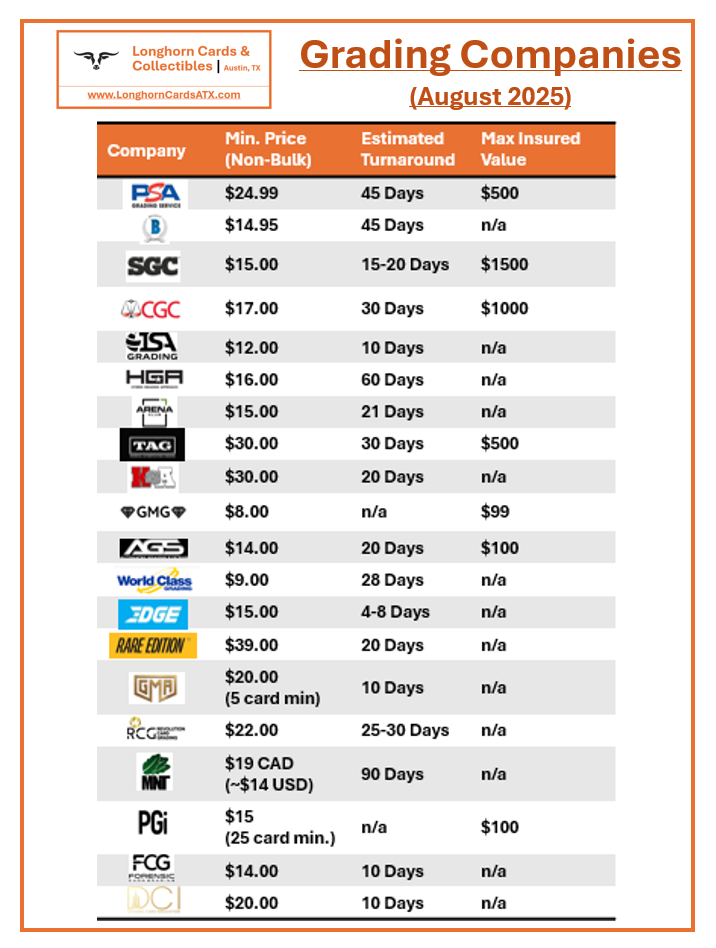 Longhorn Cards &
Collectibles | Austin, TX
www.LonghornCardsATX.com
Grading Companies
(August 2025)
Company Min. Price (Non-Bulk) Estimated Turnaround Max Insured Value
PSA GRADING SERVICE $24.99 45 Days $500
B $14.95 45 Days n/a
SGC $15.00 15-20 Days $1500
CGC $17.00 30 Days $1000
ISA GRADING $12.00 10 Days n/a
HGA $16.00 60 Days n/a
ARENA CLUB $15.00 21 Days n/a
TAG $30.00 30 Days $500
KSA $30.00 20 Days n/a
GMG $8.00 n/a $99
AGS $14.00 20 Days $100
World Class GRADING $9.00 28 Days n/a
EDGE $15.00 4-8 Days n/a
RARE EDITION $39.00 20 Days n/a
GMA $20.00 (5 card min) 10 Days n/a
RCG REVOLUTION CARD GRADING $22.00 25-30 Days n/a
MNT $19 CAD (~$14 USD) 90 Days n/a
PGi $15 (25 card min.) n/a $100
FCG FORENSIC $14.00 10 Days n/a
DCI $20.00 10 Days n/a